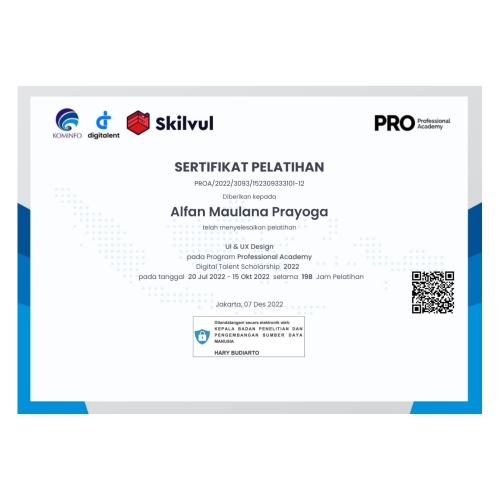 KOMINFO
digitalent
Skilvul
PRO Professional Academy
SERTIFIKAT PELATIHAN
PROA/2022/3093/152309333101-12
Diberikan kepada
Alfan Maulana Prayoga
telah menyelesaikan pelatihan
UI & UX Design
pada Program Professional Academy
Digital Talent Scholarship 2022
pada tanggal 20 Jul 2022 - 15 Okt 2022 selama 198 Jam Pelatihan
Jakarta, 07 Des 2022
Ditandatangani secara elektronik oleh:
KEPALA BADAN PENELITIAN DAN
PENGEMBANGAN SUMBER DAYA
MANUSIA
HARY BUDIARTO